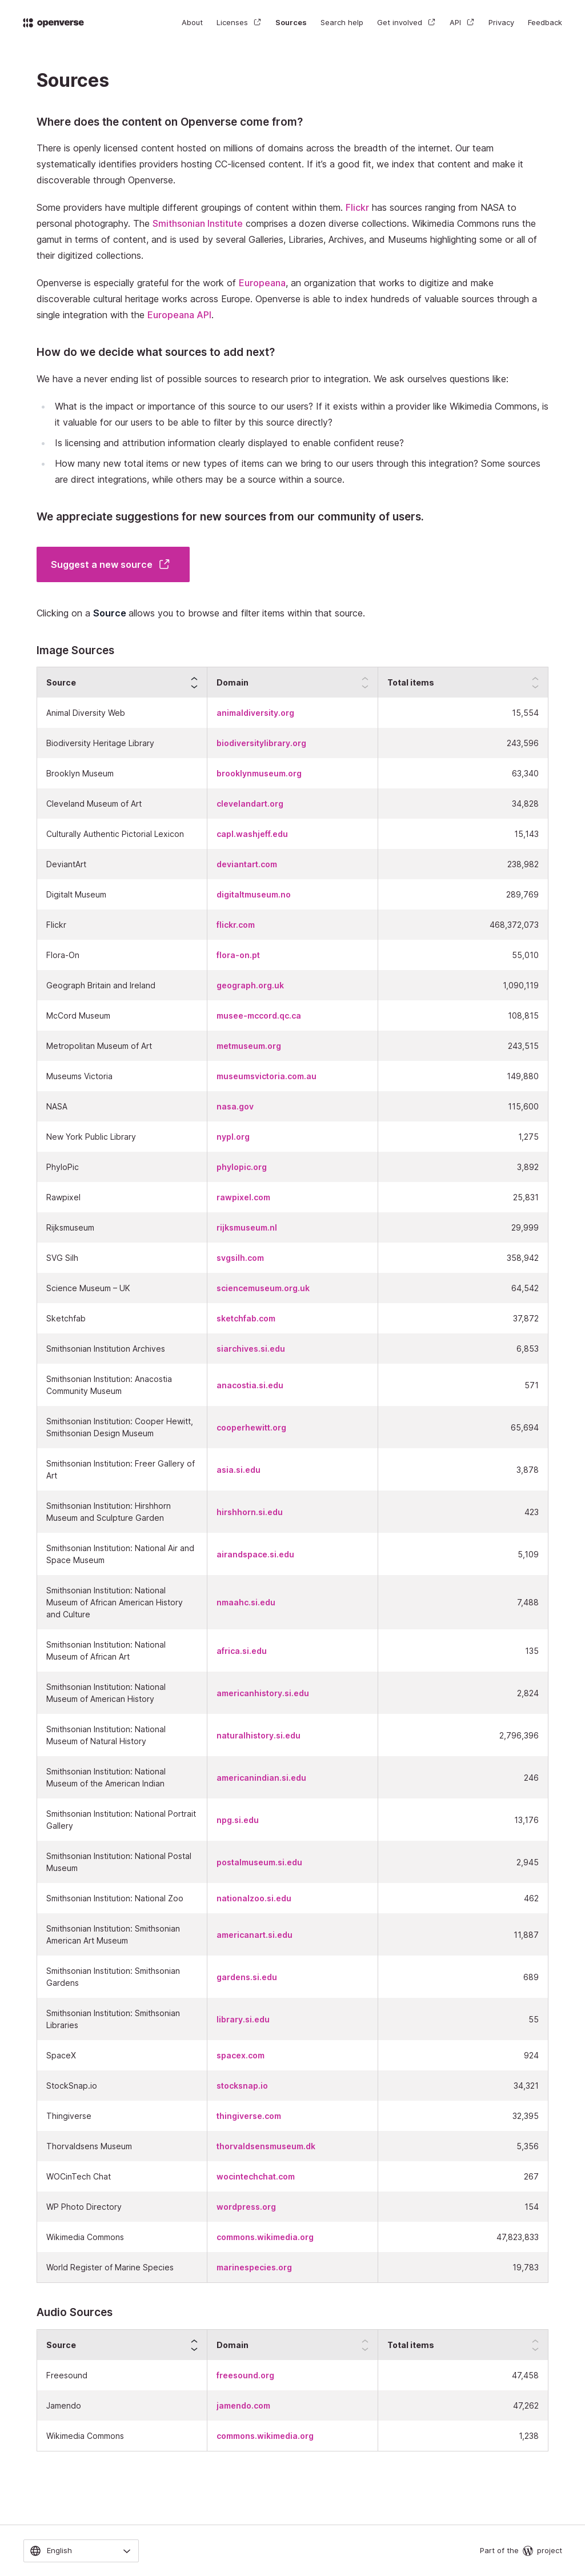 openverse
About
Licenses
Sources
Search help
Get involved
API
Privacy
Feedback
Sources
Where does the content on Openverse come from?
There is openly licensed content hosted on millions of domains across the breadth of the internet. Our team
systematically identifies providers hosting CC-licensed content. If it's a good fit, we index that content and make it
discoverable through Openverse.
Some providers have multiple different groupings of content within them. Flickr has sources ranging from NASA to
personal photography. The Smithsonian Institute comprises a dozen diverse collections. Wikimedia Commons runs the
gamut in terms of content, and is used by several Galleries, Libraries, Archives, and Museums highlighting some or all of
their digitized collections.
Openverse is especially grateful for the work of Europeana, an organization that works to digitize and make
discoverable cultural heritage works across Europe. Openverse is able to index hundreds of valuable sources through a
single integration with the Europeana API.
How do we decide what sources to add next?
We have a never ending list of possible sources to research prior to integration. We ask ourselves questions like:
What is the impact or importance of this source to our users? If it exists within a provider like Wikimedia Commons, is
it valuable for our users to be able to filter by this source directly?
Is licensing and attribution information clearly displayed to enable confident reuse?
How many new total items or new types of items can we bring to our users through this integration? Some sources
are direct integrations, while others may be a source within a source.
We appreciate suggestions for new sources from our community of users.
Suggest a new source
Clicking on a Source allows you to browse and filter items within that source.
Image Sources
Source Domain Total items
Animal Diversity Web animaldiversity.org 15,554
Biodiversity Heritage Library biodiversitylibrary.org 243,596
Brooklyn Museum brooklynmuseum.org 63,340
Cleveland Museum of Art clevelandart.org 34,828
Culturally Authentic Pictorial Lexicon capl.washjeff.edu 15,143
DeviantArt deviantart.com 238,982
Digitalt Museum digitaltmuseum.no 289,769
Flickr flickr.com 468,372,073
Flora-On flora-on.pt 55,010
Geograph Britain and Ireland geograph.org.uk 1,090,119
McCord Museum musee-mccord.qc.ca 108,815
Metropolitan Museum of Art metmuseum.org 243,515
Museums Victoria museumsvictoria.com.au 149,880
NASA nasa.gov 115,600
New York Public Library nypl.org 1,275
PhyloPic phylopic.org 3,892
Rawpixel rawpixel.com 25,831
Rijksmuseum rijksmuseum.nl 29,999
SVG Silh svgsilh.com 358,942
Science Museum – UK sciencemuseum.org.uk 64,542
Sketchfab sketchfab.com 37,872
Smithsonian Institution Archives siarchives.si.edu 6,853
Smithsonian Institution: Anacostia
Community Museum
anacostia.si.edu 571
Smithsonian Institution: Cooper Hewitt,
Smithsonian Design Museum
cooperhewitt.org 65,694
Smithsonian Institution: Freer Gallery of
Art
asia.si.edu 3,878
Smithsonian Institution: Hirshhorn
Museum and Sculpture Garden
hirshhorn.si.edu 423
Smithsonian Institution: National Air and
Space Museum
airandspace.si.edu 5,109
Smithsonian Institution: National
Museum of African American History
and Culture
nmaahc.si.edu 7,488
Smithsonian Institution: National
Museum of African Art
africa.si.edu 135
Smithsonian Institution: National
Museum of American History
americanhistory.si.edu 2,824
Smithsonian Institution: National
Museum of Natural History
naturalhistory.si.edu 2,796,396
Smithsonian Institution: National
Museum of the American Indian
americanindian.si.edu 246
Smithsonian Institution: National Portrait
Gallery
npg.si.edu 13,176
Smithsonian Institution: National Postal
Museum
postalmuseum.si.edu 2,945
Smithsonian Institution: National Zoo nationalzoo.si.edu 462
Smithsonian Institution: Smithsonian
American Art Museum
americanart.si.edu 11,887
Smithsonian Institution: Smithsonian
Gardens
gardens.si.edu 689
Smithsonian Institution: Smithsonian
Libraries
library.si.edu 55
SpaceX spacex.com 924
StockSnap.io stocksnap.io 34,321
Thingiverse thingiverse.com 32,395
Thorvaldsens Museum thorvaldsensmuseum.dk 5,356
WOCinTech Chat wocintechchat.com 267
WP Photo Directory wordpress.org 154
Wikimedia Commons commons.wikimedia.org 47,823,833
World Register of Marine Species marinespecies.org 19,783
Audio Sources
Source Domain Total items
Freesound freesound.org 47,458
Jamendo jamendo.com 47,262
Wikimedia Commons commons.wikimedia.org 1,238
English
Part of the project